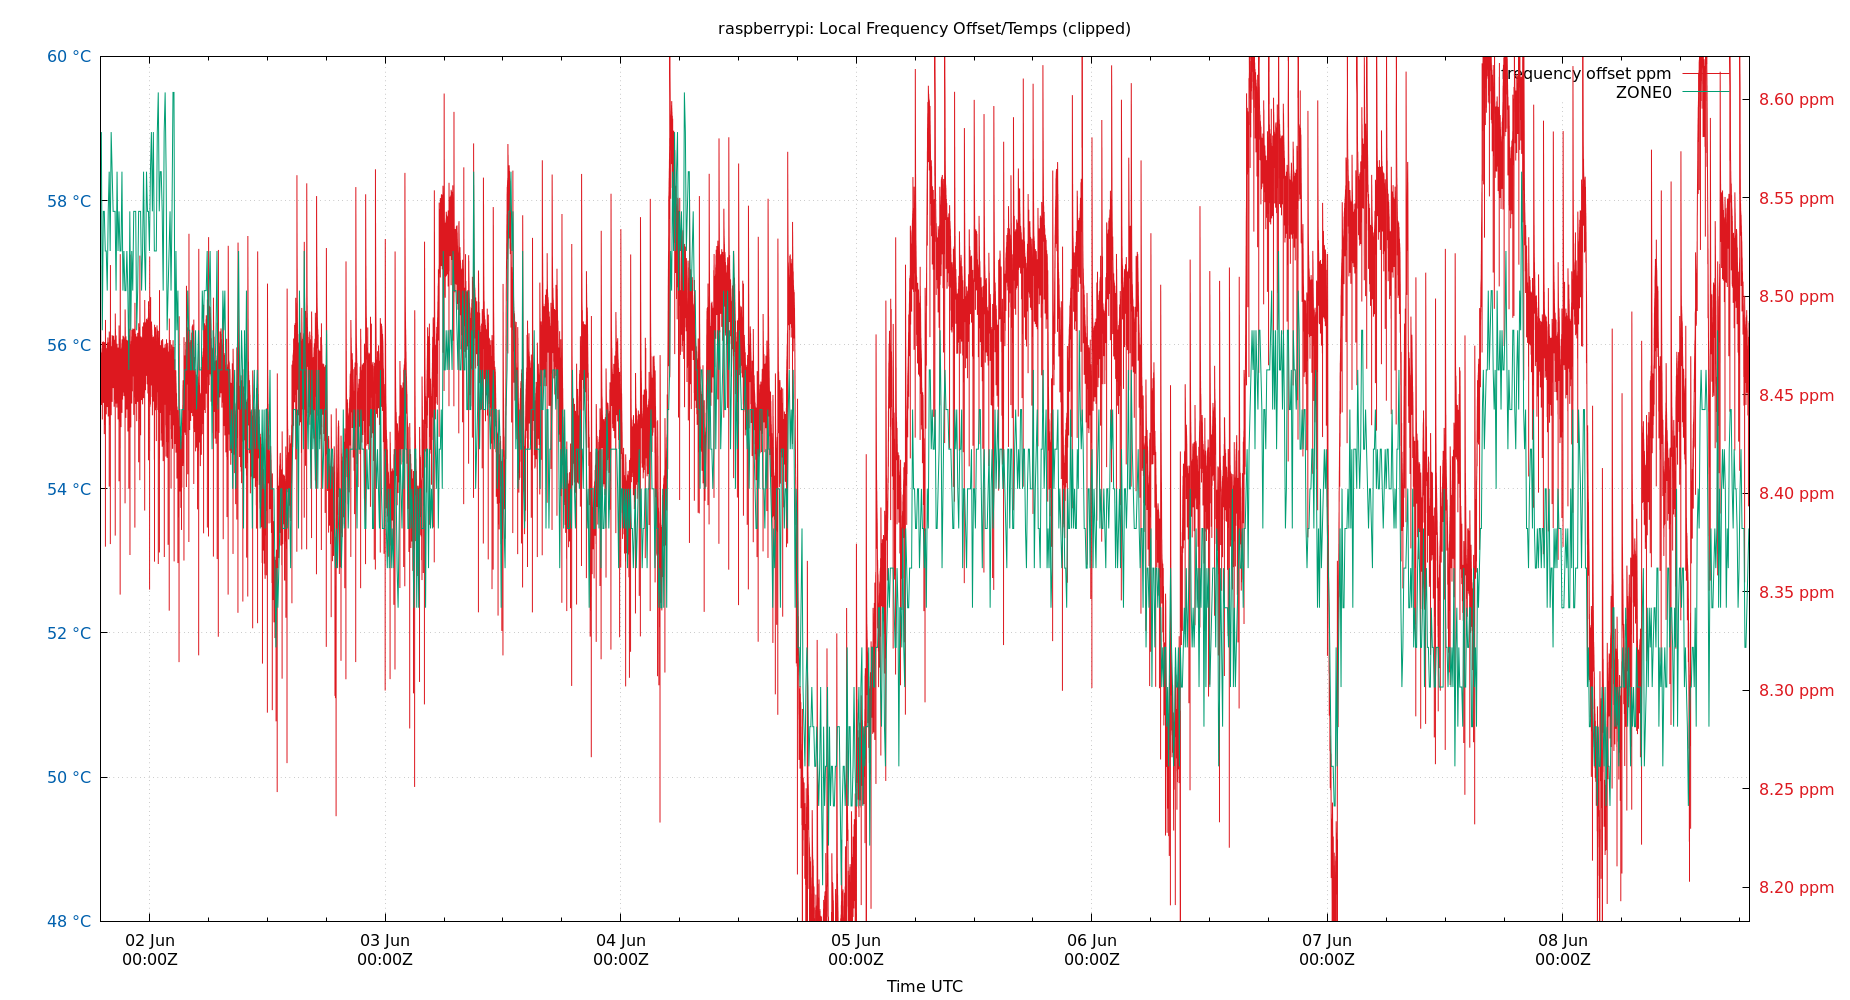 raspberrypi: Local Frequency Offset/Temps (clipped)
60 °C
58 °C
56 °C
54 °C
52 °C
50 °C
48 °C
frequency offset ppm
ZONE0
8.60 ppm
8.55 ppm
8.50 ppm
8.45 ppm
8.40 ppm
8.35 ppm
8.30 ppm
8.25 ppm
8.20 ppm
02 Jun 03 Jun 04 Jun 05 Jun 06 Jun 07 Jun 08 Jun
00:00Z 00:00Z 00:00Z 00:00Z 00:00Z 00:00Z 00:00Z
Time UTC